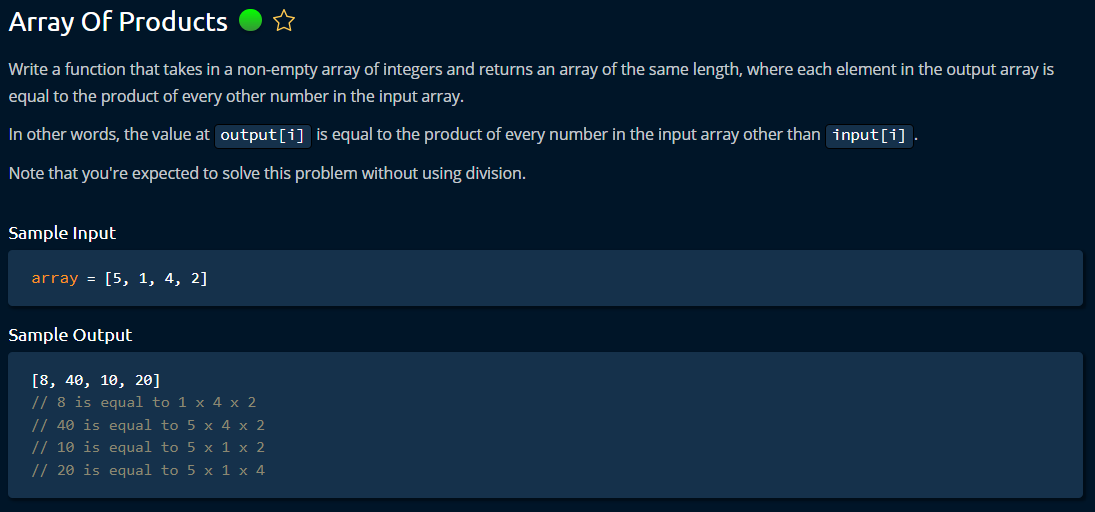 Array Of Products
Write a function that takes in a non-empty array of integers and returns an array of the same length, where each element in the output array is
equal to the product of every other number in the input array.
In other words, the value at output[i] is equal to the product of every number in the input array other than input[i] .
Note that you're expected to solve this problem without using division.
Sample Input
array = [5, 1, 4, 2]
Sample Output
[8, 40, 10, 20]
// 8 is equal to 1 x 4 x 2
// 40 is equal to 5 x 4 x 2
// 10 is equal to 5 x 1 x 2
// 20 is equal to 5 x 1 x 4